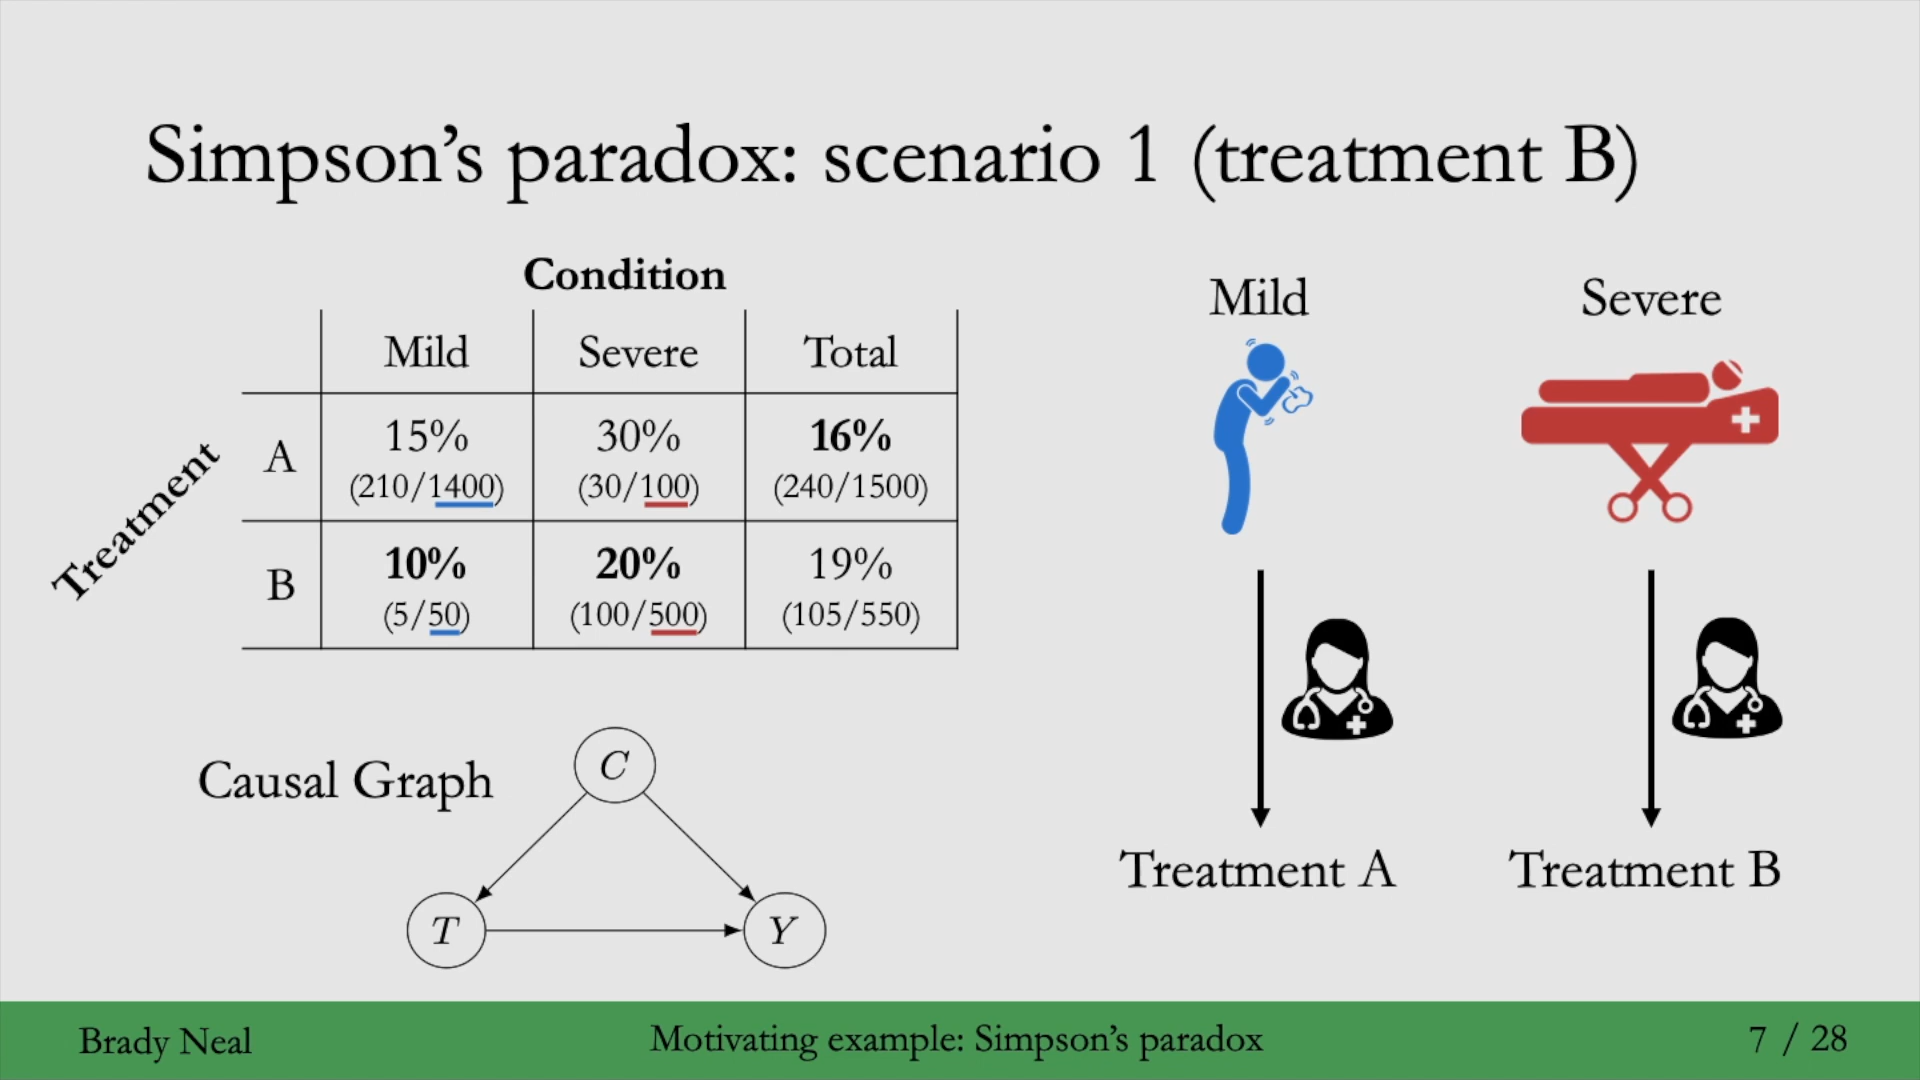 Simpson's paradox: scenario 1 (treatment B)
Condition
Mild Severe Total
Treatment
A 15% 30% 16%
(210/1400) (30/100) (240/1500)
B 10% 20% 19%
(5/50) (100/500) (105/550)
Causal Graph
C
T Y
Mild Severe
Treatment A Treatment B
Brady Neal Motivating example: Simpson's paradox 7 / 28